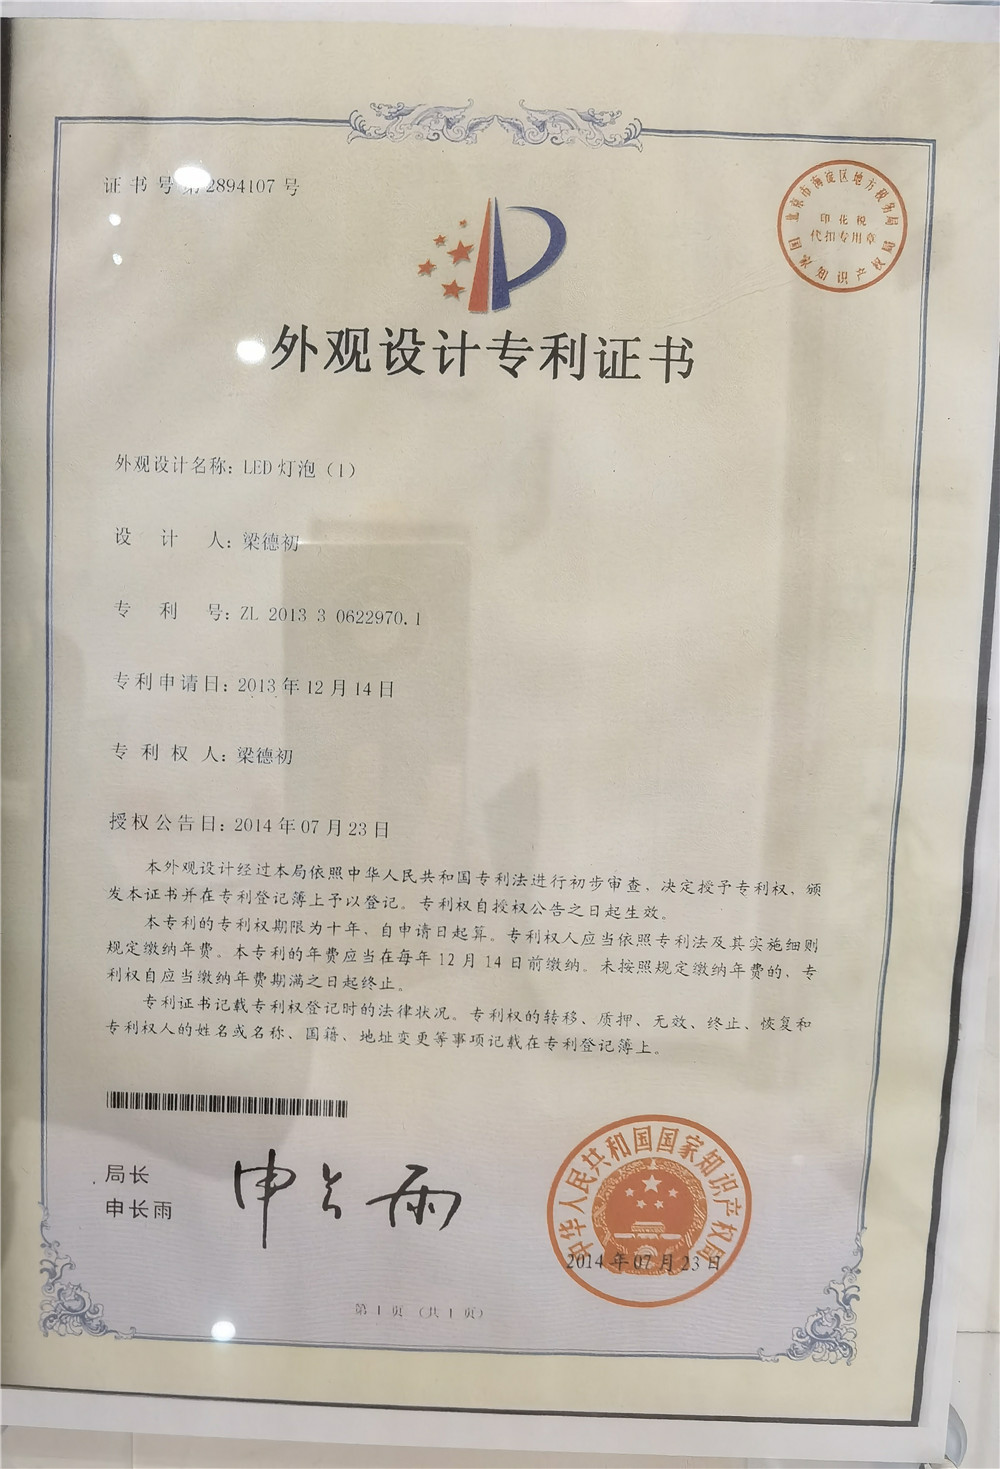 证书号第2894107号
北京市海淀区地方税务局
印花税
代扣专用章
国家知识产权局
外观设计专利证书
外观设计名称：LED灯泡（1）
设计人：梁德初
专利号：ZL 2013 3 0622970.1
专利申请日：2013年12月14日
专利权人：梁德初
授权公告日：2014年07月23日
本外观设计经过本局依照中华人民共和国专利法进行初步审查，决定授予专利权，颁
发本证书并在专利登记簿上予以登记。专利权自授权公告之日起生效。
本专利的专利权期限为十年，自申请日起算。专利权人应当依照专利法及其实施细则
规定缴纳年费。本专利的年费应当在每年12月14日前缴纳。未按照规定缴纳年费的，专
利权自应当缴纳年费期满之日起终止。
专利证书记载专利权登记时的法律状况。专利权的转移、质押、无效、终止、恢复和
专利权人的姓名或名称、国籍、地址变更等事项记载在专利登记簿上。
局长
申长雨
申长雨
中华人民共和国国家知识产权局
2014年07月23日
第1页（共1页）